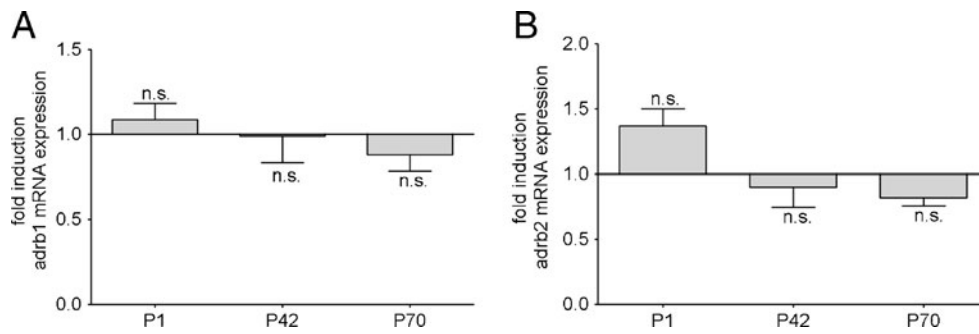 A
fold induction
adrb1 mRNA expression
1.5
1.0
0.5
0.0
n.s.
n.s.
n.s.
P1
P42
P70
B
fold induction
adrb2 mRNA expression
2.0
1.5
1.0
0.5
0.0
n.s.
n.s.
n.s.
P1
P42
P70